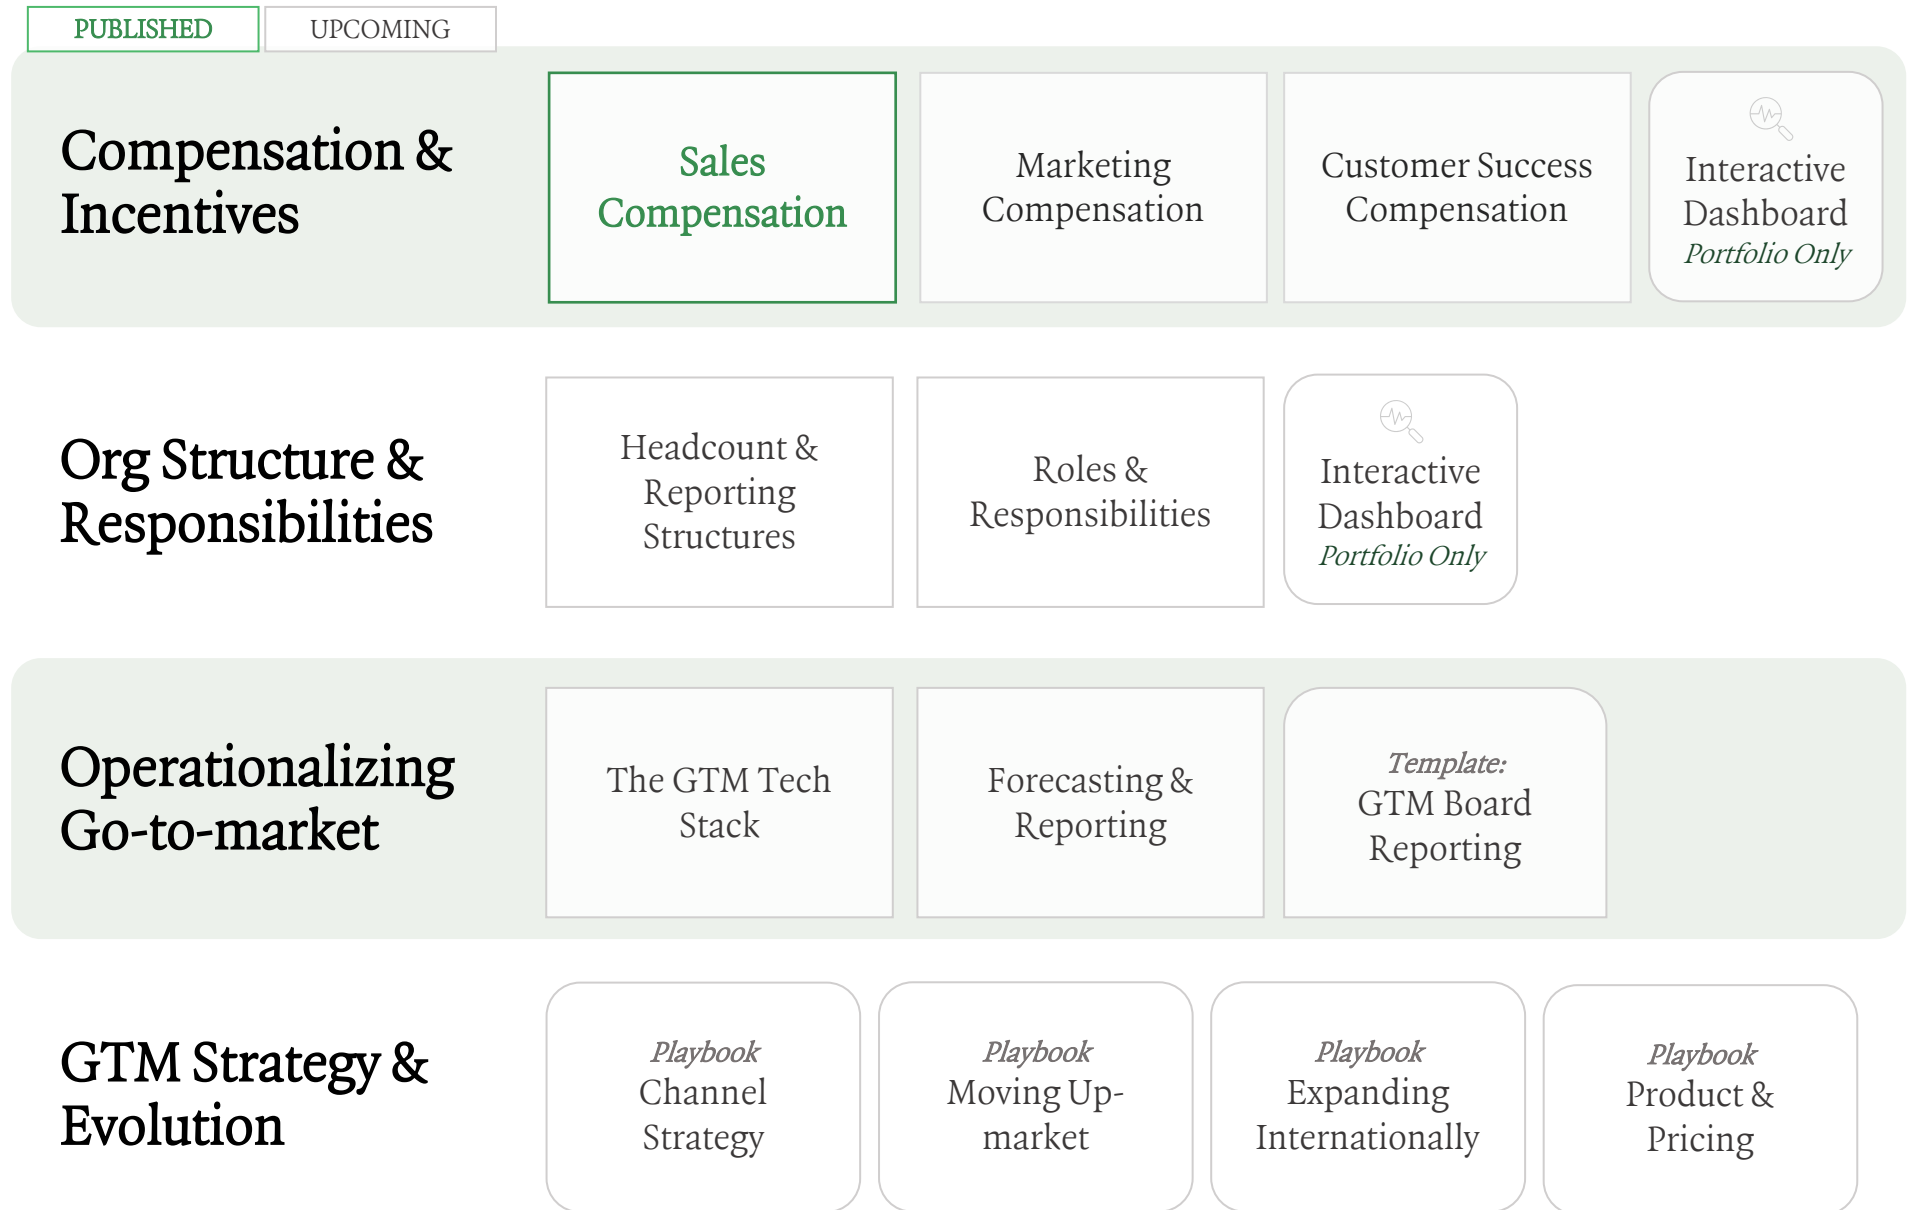 PUBLISHED
UPCOMING
Compensation &
Incentives
Sales
Compensation
Marketing
Compensation
Customer Success
Compensation
Interactive
Dashboard
Portfolio Only
Org Structure &
Responsibilities
Headcount &
Reporting
Structures
Roles &
Responsibilities
Interactive
Dashboard
Portfolio Only
Operationalizing
Go-to-market
The GTM Tech
Stack
Forecasting &
Reporting
Template:
GTM Board
Reporting
GTM Strategy &
Evolution
Playbook
Channel
Strategy
Playbook
Moving Up-
market
Playbook
Expanding
Internationally
Playbook
Product &
Pricing